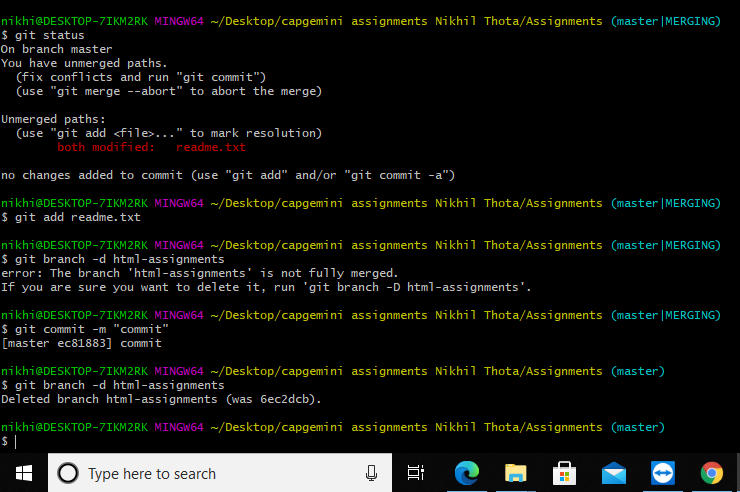 nikhi@DESKTOP-7IKM2RK MINGW64 ~/Desktop/capgemini assignments Nikhil Thota/Assignments (master|MERGING)
$ git status
On branch master
You have unmerged paths.
  (fix conflicts and run "git commit")
  (use "git merge --abort" to abort the merge)
Unmerged paths:
  (use "git add <file>..." to mark resolution)
        both modified:   readme.txt
no changes added to commit (use "git add" and/or "git commit -a")
nikhi@DESKTOP-7IKM2RK MINGW64 ~/Desktop/capgemini assignments Nikhil Thota/Assignments (master|MERGING)
$ git add readme.txt
nikhi@DESKTOP-7IKM2RK MINGW64 ~/Desktop/capgemini assignments Nikhil Thota/Assignments (master|MERGING)
$ git branch -d html-assignments
error: The branch 'html-assignments' is not fully merged.
If you are sure you want to delete it, run 'git branch -D html-assignments'.
nikhi@DESKTOP-7IKM2RK MINGW64 ~/Desktop/capgemini assignments Nikhil Thota/Assignments (master|MERGING)
$ git commit -m "commit"
[master ec81883] commit
nikhi@DESKTOP-7IKM2RK MINGW64 ~/Desktop/capgemini assignments Nikhil Thota/Assignments (master)
$ git branch -d html-assignments
Deleted branch html-assignments (was 6ec2dcb).
nikhi@DESKTOP-7IKM2RK MINGW64 ~/Desktop/capgemini assignments Nikhil Thota/Assignments (master)
$
Type here to search